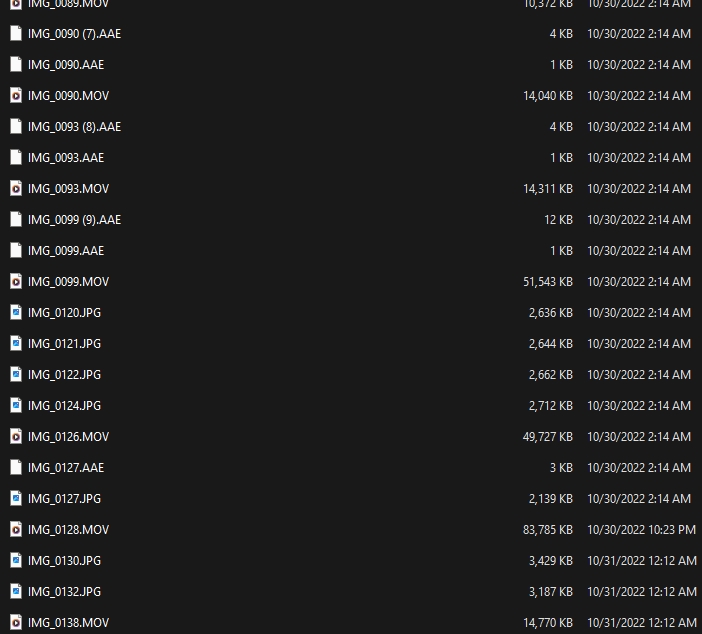 IMG_0089.MOV 10,372 KB 10/30/2022 2:14 AM
IMG_0090 (7).AAE 4 KB 10/30/2022 2:14 AM
IMG_0090.AAE 1 KB 10/30/2022 2:14 AM
IMG_0090.MOV 14,040 KB 10/30/2022 2:14 AM
IMG_0093 (8).AAE 4 KB 10/30/2022 2:14 AM
IMG_0093.AAE 1 KB 10/30/2022 2:14 AM
IMG_0093.MOV 14,311 KB 10/30/2022 2:14 AM
IMG_0099 (9).AAE 12 KB 10/30/2022 2:14 AM
IMG_0099.AAE 1 KB 10/30/2022 2:14 AM
IMG_0099.MOV 51,543 KB 10/30/2022 2:14 AM
IMG_0120.JPG 2,636 KB 10/30/2022 2:14 AM
IMG_0121.JPG 2,644 KB 10/30/2022 2:14 AM
IMG_0122.JPG 2,662 KB 10/30/2022 2:14 AM
IMG_0124.JPG 2,712 KB 10/30/2022 2:14 AM
IMG_0126.MOV 49,727 KB 10/30/2022 2:14 AM
IMG_0127.AAE 3 KB 10/30/2022 2:14 AM
IMG_0127.JPG 2,139 KB 10/30/2022 2:14 AM
IMG_0128.MOV 83,785 KB 10/30/2022 10:23 PM
IMG_0130.JPG 3,429 KB 10/31/2022 12:12 AM
IMG_0132.JPG 3,187 KB 10/31/2022 12:12 AM
IMG_0138.MOV 14,770 KB 10/31/2022 12:12 AM